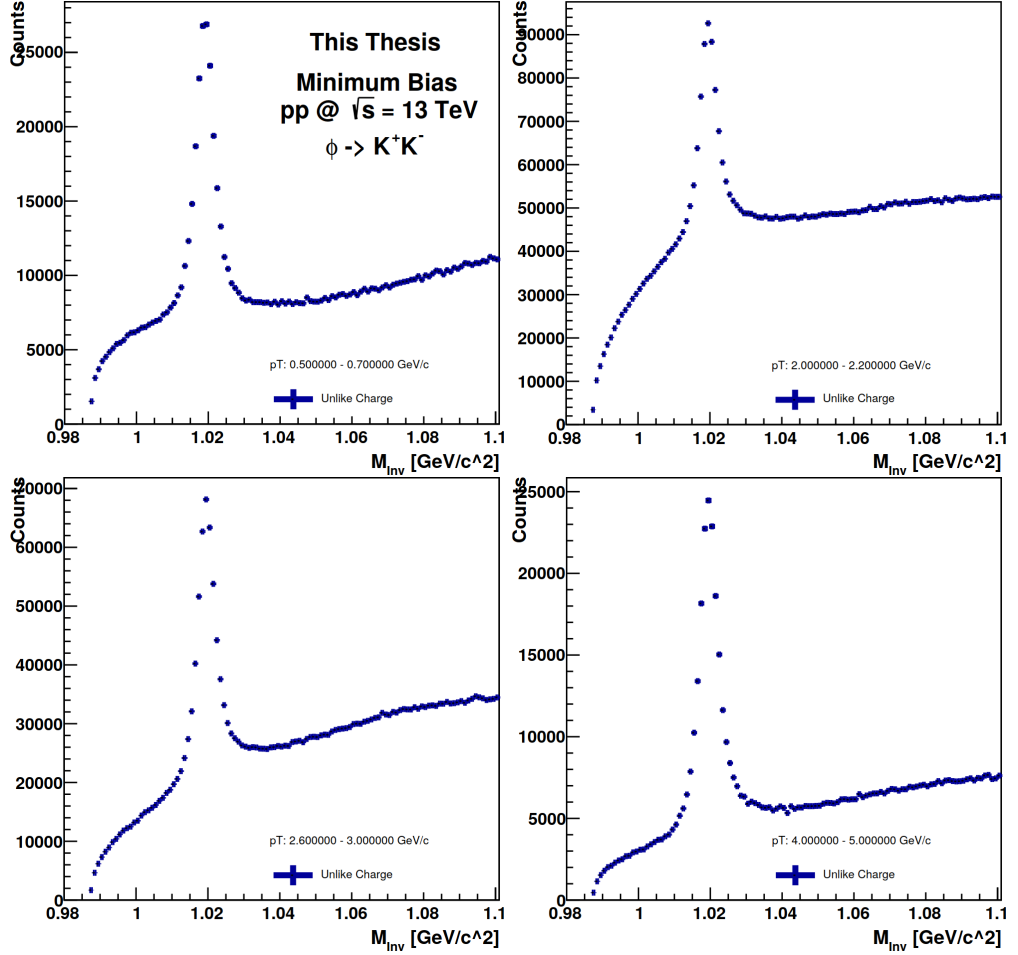 Counts
This Thesis
Minimum Bias
pp @ √s = 13 TeV
ϕ -> K⁺K⁻
25000
20000
15000
10000
5000
0
pT: 0.500000 - 0.700000 GeV/c
Unlike Charge
0.98 1 1.02 1.04 1.06 1.08 1.1
M_Inv [GeV/c^2]
Counts
90000
80000
70000
60000
50000
40000
30000
20000
10000
0
pT: 2.000000 - 2.200000 GeV/c
Unlike Charge
0.98 1 1.02 1.04 1.06 1.08 1.1
M_Inv [GeV/c^2]
Counts
70000
60000
50000
40000
30000
20000
10000
0
pT: 2.600000 - 3.000000 GeV/c
Unlike Charge
0.98 1 1.02 1.04 1.06 1.08 1.1
M_Inv [GeV/c^2]
Counts
25000
20000
15000
10000
5000
0
pT: 4.000000 - 5.000000 GeV/c
Unlike Charge
0.98 1 1.02 1.04 1.06 1.08 1.1
M_Inv [GeV/c^2]